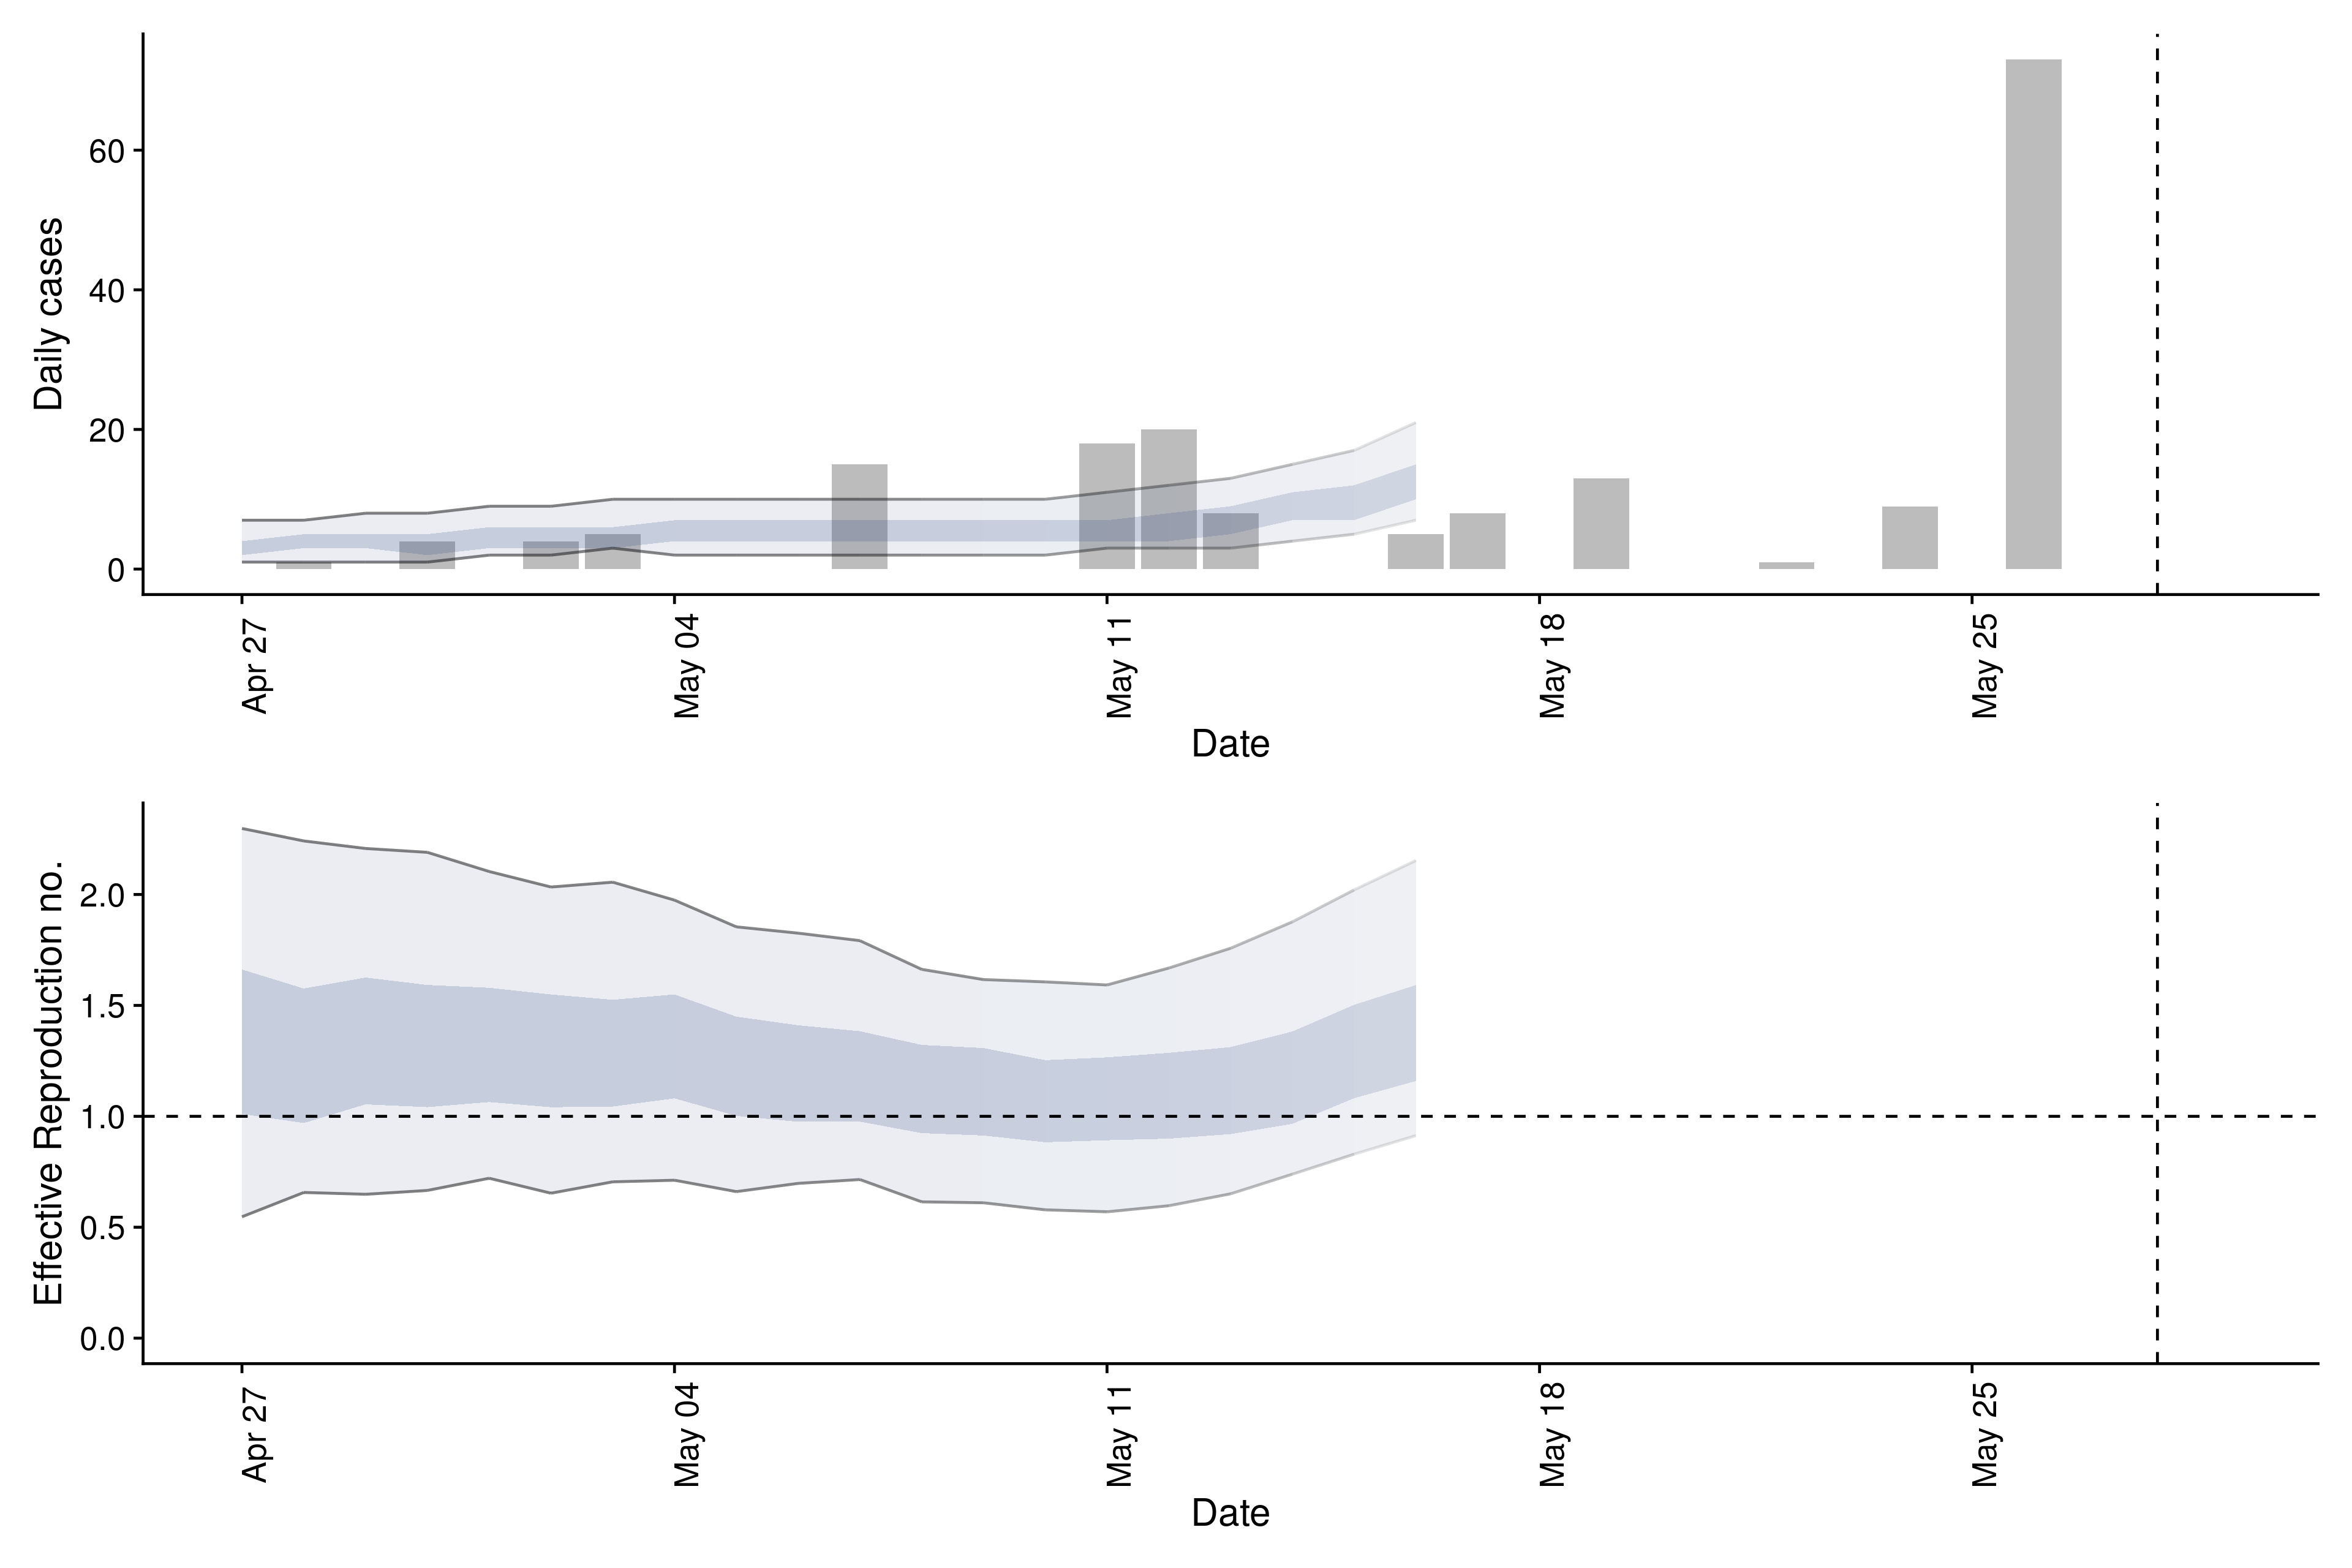 Daily cases
60
40
20
0
Apr 27
May 04
May 11
May 18
May 25
Date
Effective Reproduction no.
2.0
1.5
1.0
0.5
0.0
Apr 27
May 04
May 11
May 18
May 25
Date